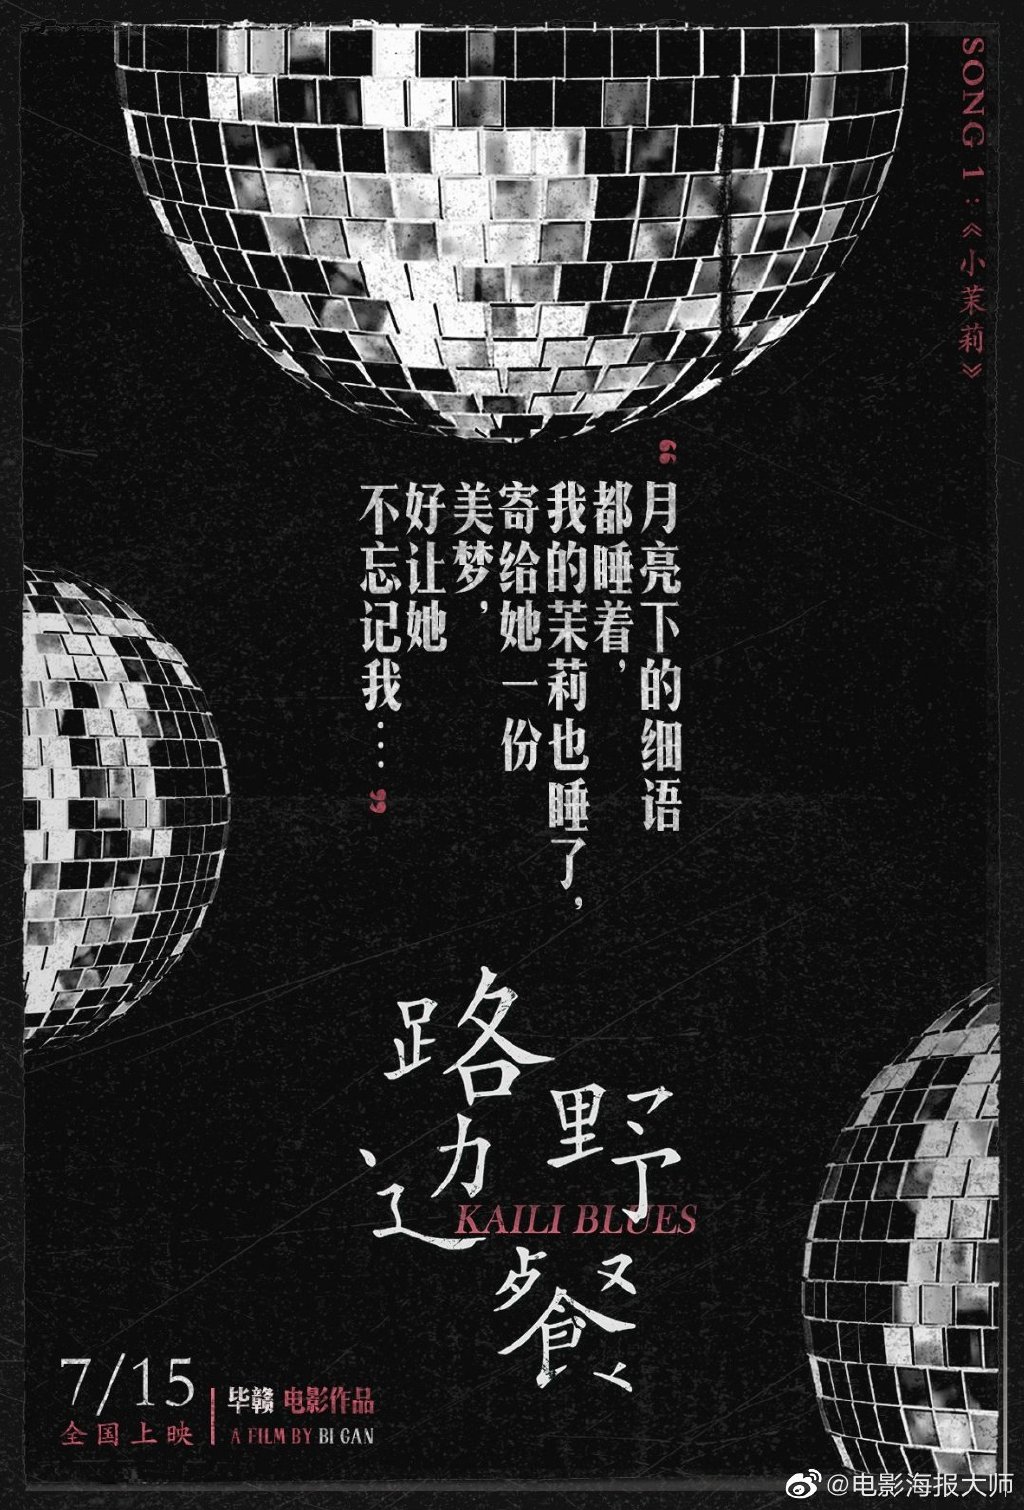 SONG 1:《小茉莉》
“月亮下的细语
都睡着,
我的茉莉也睡了,
寄给她一份
美梦,
好让她
不忘记我…”
路边野餐
KAILI BLUES
7/15
全国上映
毕赣 电影作品
A FILM BY BI GAN
@电影海报大师